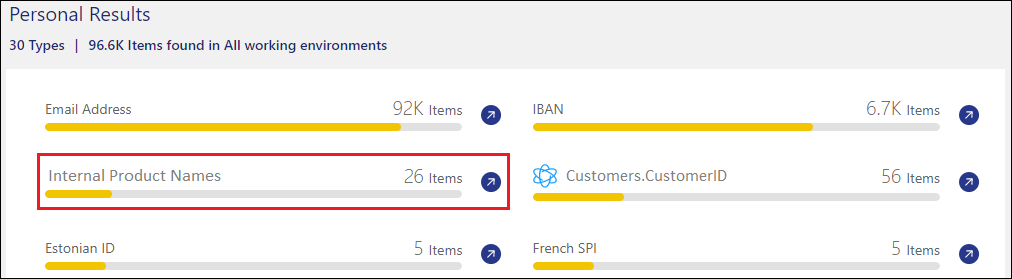 Personal Results
30 Types | 96.6K Items found in All working environments
Email Address 92K Items
IBAN 6.7K Items
Internal Product Names 26 Items
Customers.CustomerID 56 Items
Estonian ID 5 Items
French SPI 5 Items